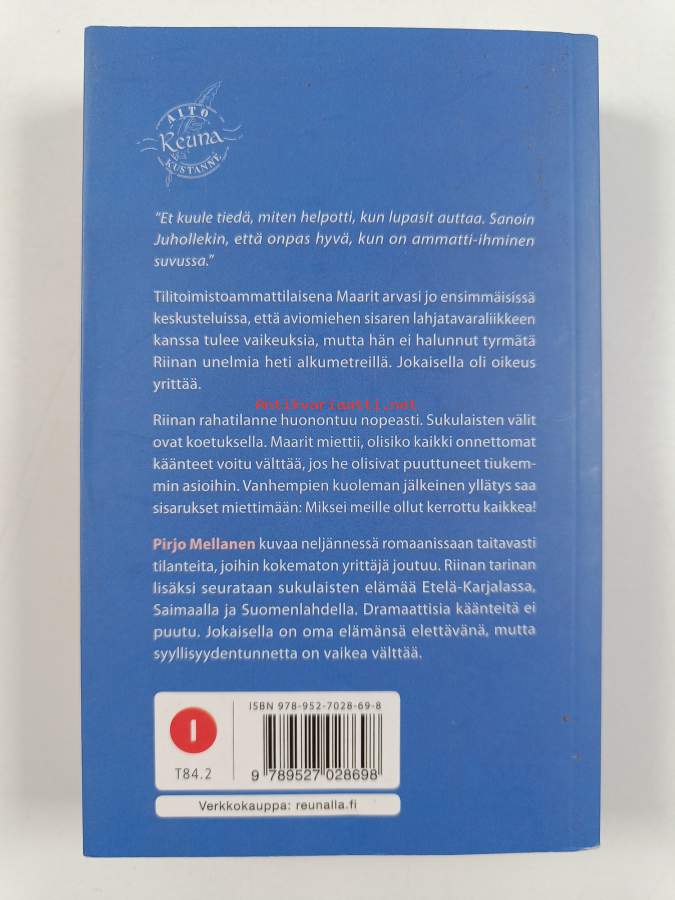 AITO
Reuna
KUSTANNE
”Et kuule tiedä, miten helpotti, kun lupasit auttaa. Sanoin
Juhollekin, että onpas hyvä, kun on ammatti-ihminen
suvussa.”
Tilitoimistoammattilaisena Maarit arvasi jo ensimmäisissä
keskusteluissa, että aviomiehen sisaren lahjatavaraliikkeen
kanssa tulee vaikeuksia, mutta hän ei halunnut tyrmätä
Riinan unelmia heti alkumetreillä. Jokaisella oli oikeus
yrittää.
Antikvariaatti.net
Riinan rahatilanne huonontuu nopeasti. Sukulaisten välit
ovat koetuksella. Maarit miettii, olisiko kaikki onnettomat
käänteet voitu välttää, jos he olisivat puuttuneet tiukem-
min asioihin. Vanhempien kuoleman jälkeinen yllätys saa
sisarukset miettimään: Miksei meille ollut kerrottu kaikkea!
Pirjo Mellanen kuvaa neljännessä romaanissaan taitavasti
tilanteita, joihin kokematon yrittäjä joutuu. Riinan tarinan
lisäksi seurataan sukulaisten elämää Etelä-Karjalassa,
Saimaalla ja Suomenlahdella. Dramaattisia käänteitä ei
puutu. Jokaisella on oma elämänsä elettävänä, mutta
syyllisyydentunnetta on vaikea välttää.
ISBN 978-952-7028-69-8
T84.2
9 789527 028698
Verkkokauppa: reunalla.fi